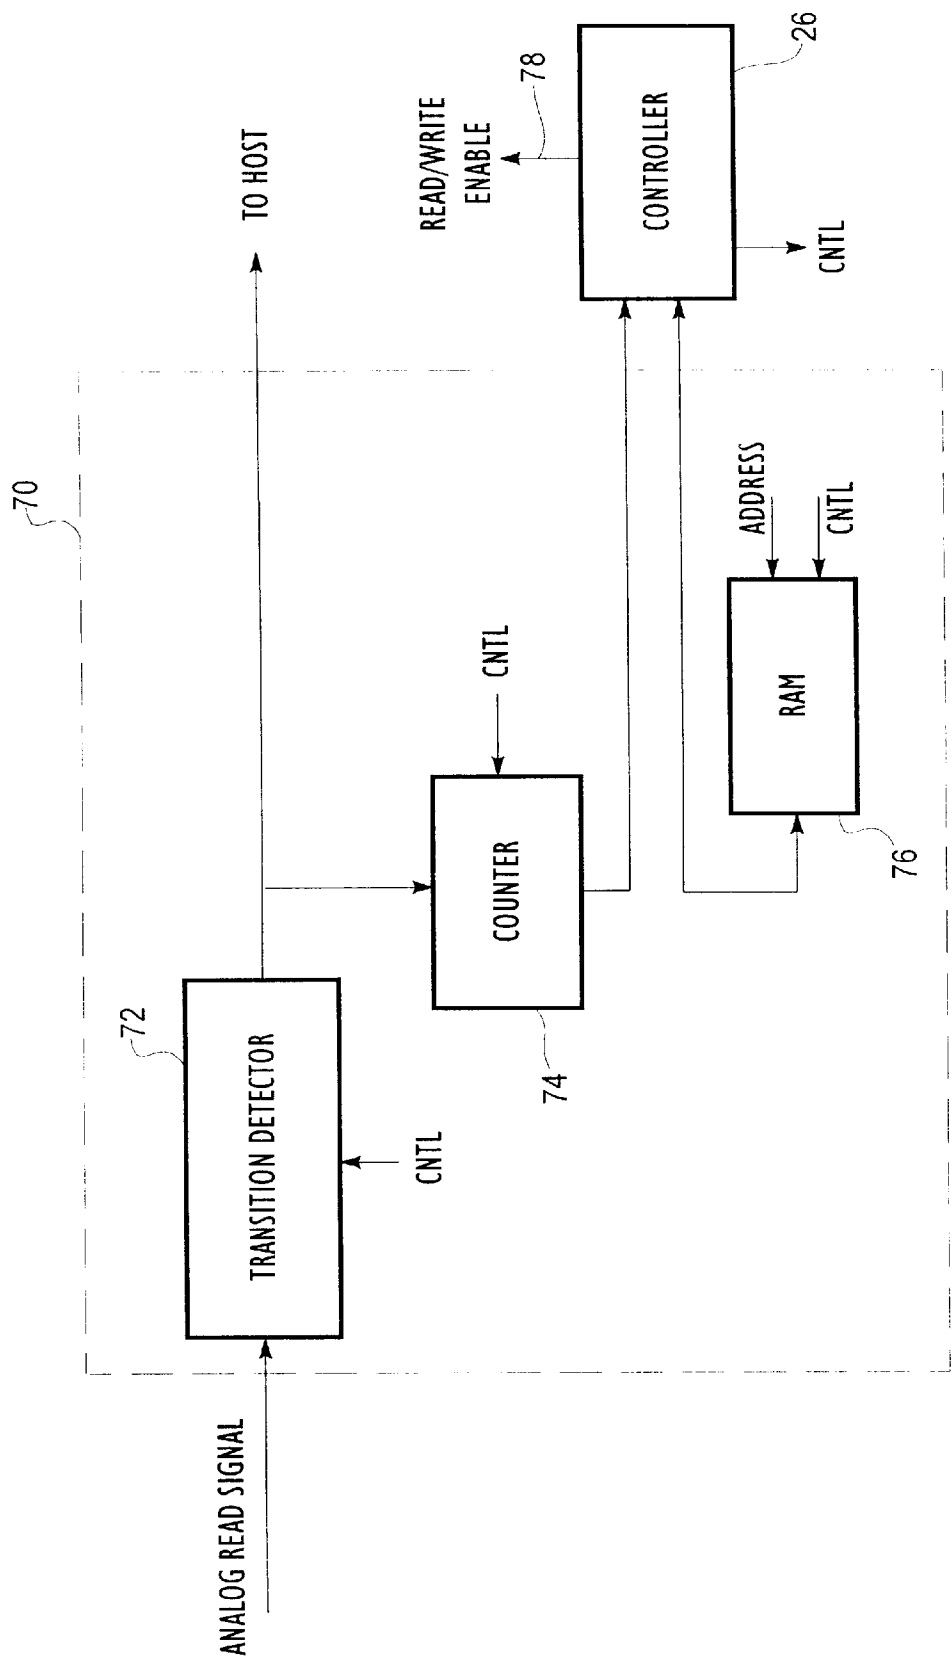 70
ANALOG READ SIGNAL
72
TRANSITION DETECTOR
CNTL
TO HOST
74
COUNTER
CNTL
76
RAM
ADDRESS
CNTL
READ/WRITE
ENABLE
78
CONTROLLER
26
CNTL